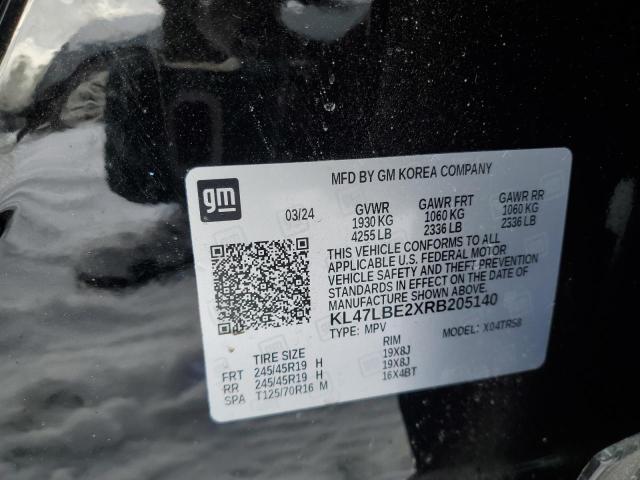 MFD BY GM KOREA COMPANY
gm
03/24 GVWR GAWR FRT GAWR RR
1930 KG 1060 KG 1060 KG
4255 LB 2336 LB 2336 LB
THIS VEHICLE CONFORMS TO ALL
APPLICABLE U.S. FEDERAL MOTOR
VEHICLE SAFETY AND THEFT PREVENTION
STANDARDS IN EFFECT ON THE DATE OF
MANUFACTURE SHOWN ABOVE.
KL47LBE2XRB205140
TYPE: MPV MODEL: X04TR58
TIRE SIZE RIM
FRT 245/45R19 H 19X8J
RR 245/45R19 H 19X8J
SPA T125/70R16 M 16X4BT